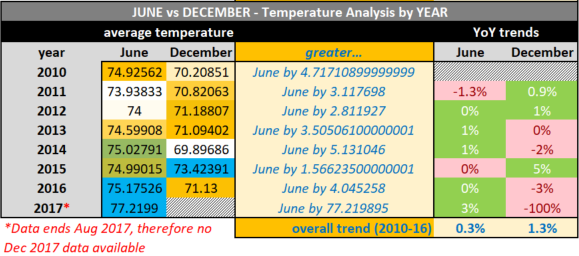 JUNE vs DECEMBER - Temperature Analysis by YEAR
average temperature
year June December greater... YoY trends June December
2010 74.92562 70.20851 June by 4.71710899999999
2011 73.93833 70.82063 June by 3.117698 -1.3% 0.9%
2012 74 71.18807 June by 2.811927 0% 1%
2013 74.59908 71.09402 June by 3.50506100000001 1% 0%
2014 75.02791 69.89686 June by 5.131046 1% -2%
2015 74.99015 73.42391 June by 1.56623500000001 0% 5%
2016 75.17526 71.13 June by 4.045258 0% -3%
2017* 77.2199 June by 77.219895 3% -100%
*Data ends Aug 2017, therefore no overall trend (2010-16) 0.3% 1.3%
Dec 2017 data available